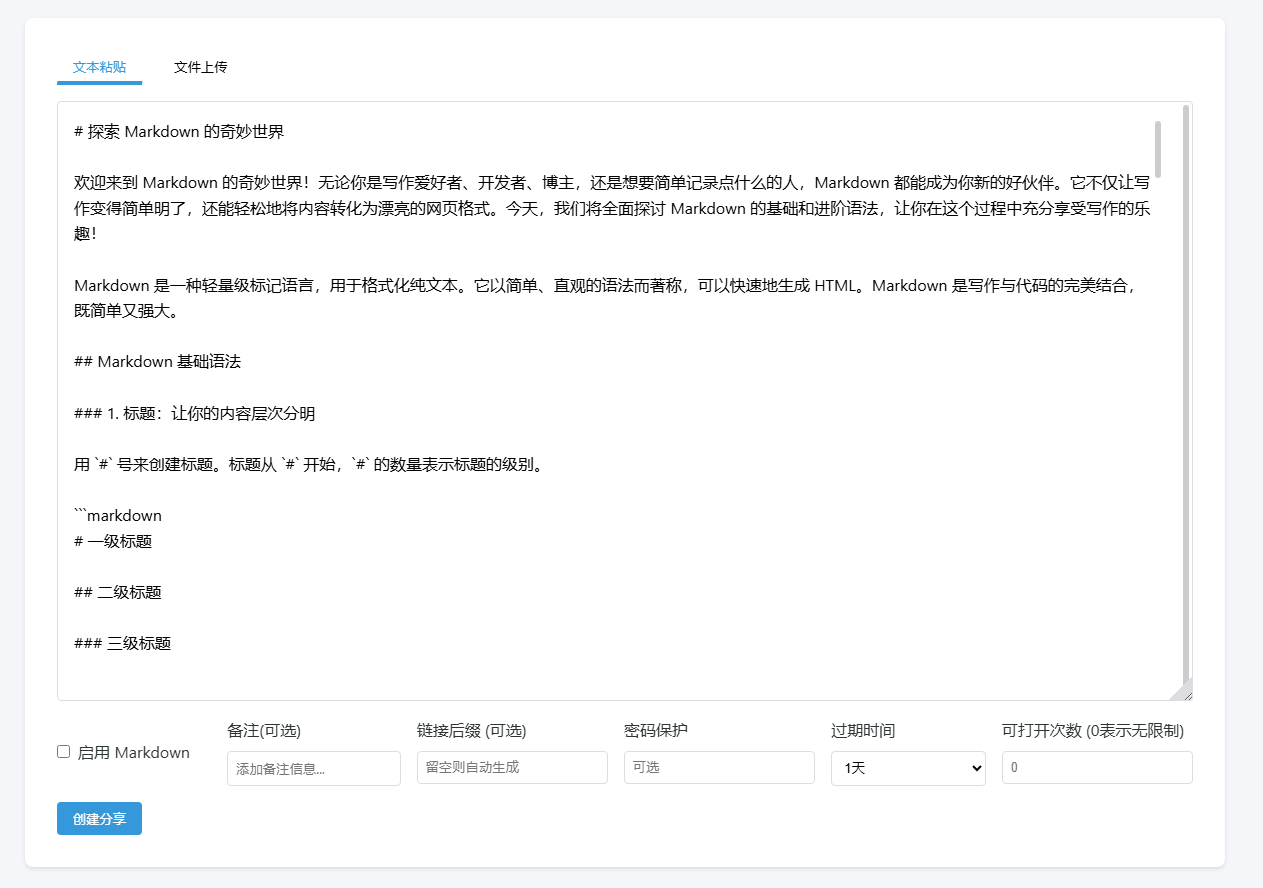 文本粘贴 文件上传
# 探索 Markdown 的奇妙世界
欢迎来到 Markdown 的奇妙世界！无论你是写作爱好者、开发者、博主，还是想要简单记录点什么的人，Markdown 都能成为你新的好伙伴。它不仅让写
作变得简单明了，还能轻松地将内容转化为漂亮的网页格式。今天，我们将全面探讨 Markdown 的基础和进阶语法，让你在这个过程中充分享受写作的乐
趣！
Markdown 是一种轻量级标记语言，用于格式化纯文本。它以简单、直观的语法而著称，可以快速地生成 HTML。Markdown 是写作与代码的完美结合，
既简单又强大。
## Markdown 基础语法
### 1. 标题：让你的内容层次分明
用 `#` 号来创建标题。标题从 `#` 开始，`#` 的数量表示标题的级别。
```markdown
# 一级标题
## 二级标题
### 三级标题
启用 Markdown
备注(可选)
添加备注信息...
链接后缀 (可选)
留空则自动生成
密码保护
可选
过期时间
1天
可打开次数 (0表示无限制)
0
创建分享